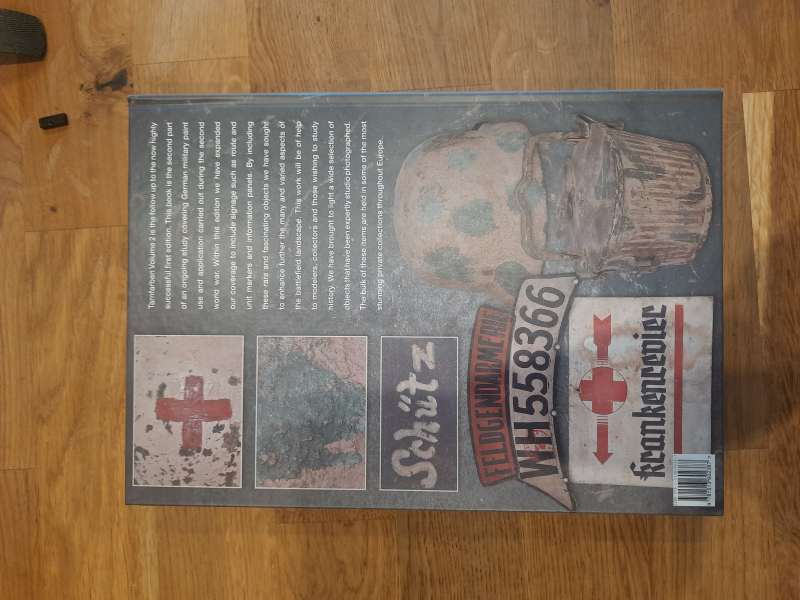 Tarnfarben Volume 2 is the follow up to the now highly
successful first edition. This book is the second part
of an ongoing study covering German military paint
use and application carried out during the second
world war. Within this edition we have expanded
our coverage to include signage such as route and
unit markers and information panels. By including
these rare and fascinating objects we have sought
to enhance further the many and varied aspects of
the battlefield landscape. This work will be of help
to modelers, collectors and those wishing to study
history. We have brought to light a wide selection of
objects that have been expertly studio photographed.
The bulk of these items are held in some of the most
stunning private collections throughout Europe.
Schütz
FELDGENDARMERIE
WH558366
Krankenrevier